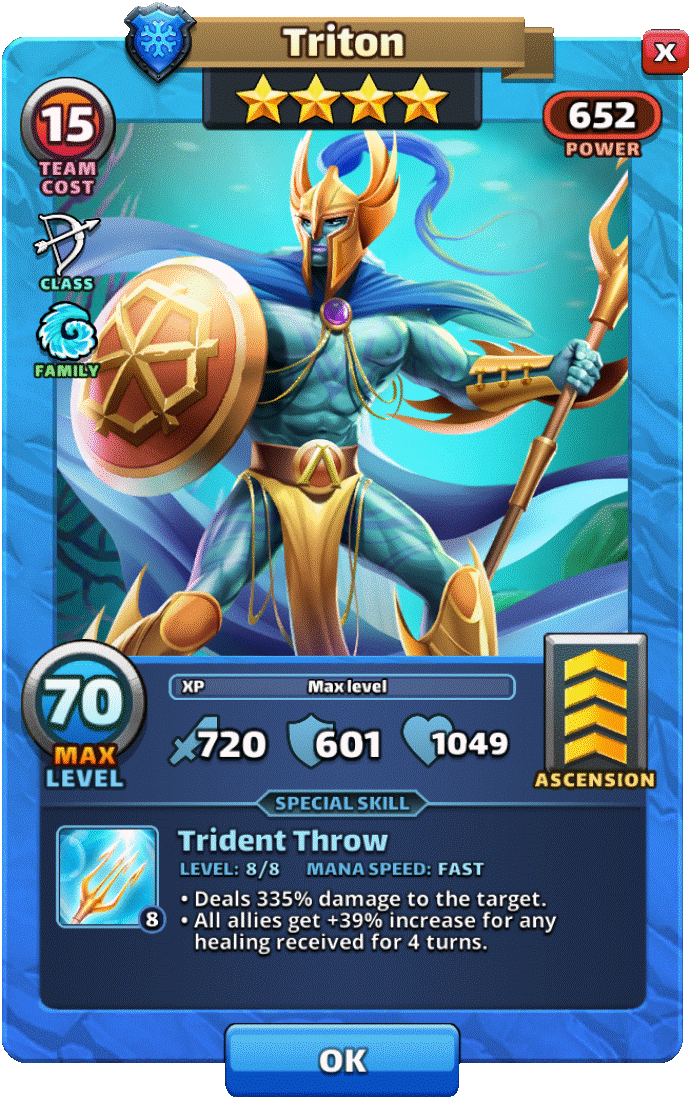 Triton
X
15
TEAM
COST
652
POWER
CLASS
FAMILY
70
MAX
LEVEL
XP Max level
720 601 1049
ASCENSION
SPECIAL SKILL
Trident Throw
LEVEL: 8/8 MANA SPEED: FAST
8
• Deals 335% damage to the target.
• All allies get +39% increase for any
healing received for 4 turns.
OK